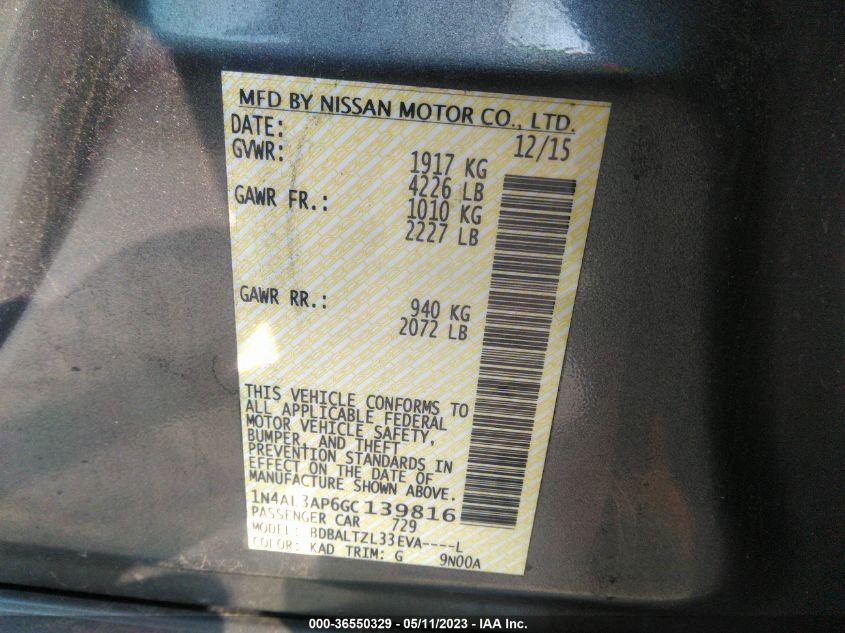 MFD BY NISSAN MOTOR CO., LTD.
DATE: 12/15
GVWR: 1917 KG
4226 LB
GAWR FR.: 1010 KG
2227 LB
GAWR RR.: 940 KG
2072 LB
THIS VEHICLE CONFORMS TO
ALL APPLICABLE FEDERAL
MOTOR VEHICLE SAFETY,
BUMPER, AND THEFT
PREVENTION STANDARDS IN
EFFECT ON THE DATE OF
MANUFACTURE SHOWN ABOVE.
1N4AL3AP6GC139816
PASSENGER CAR 729
MODEL: BDBALTZL33EVA----L
COLOR: KAD TRIM: G 9N00A
000-36550329 - 05/11/2023 - IAA Inc.